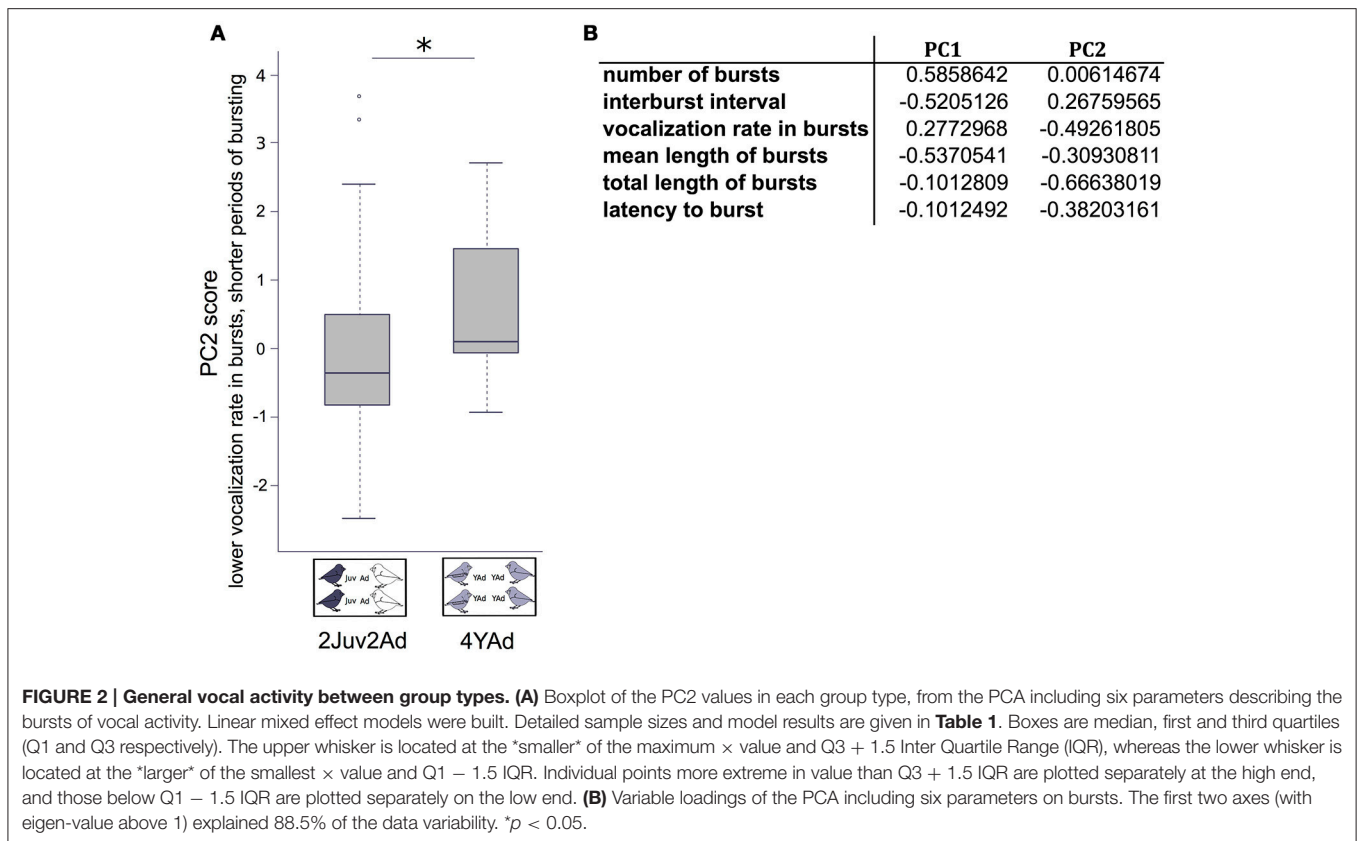 A
*
PC2 score
lower vocalization rate in bursts, shorter periods of bursting
4
3
2
1
0
-1
-2
Juv Ad
Juv Ad
YAd YAd
YAd YAd
2Juv2Ad 4YAd
B
PC1 PC2
number of bursts 0.5858642 0.00614674
interburst interval -0.5205126 0.26759565
vocalization rate in bursts 0.2772968 -0.49261805
mean length of bursts -0.5370541 -0.30930811
total length of bursts -0.1012809 -0.66638019
latency to burst -0.1012492 -0.38203161
FIGURE 2 | General vocal activity between group types. (A) Boxplot of the PC2 values in each group type, from the PCA including six parameters describing the
bursts of vocal activity. Linear mixed effect models were built. Detailed sample sizes and model results are given in Table 1. Boxes are median, first and third quartiles
(Q1 and Q3 respectively). The upper whisker is located at the *smaller* of the maximum × value and Q3 + 1.5 Inter Quartile Range (IQR), whereas the lower whisker is
located at the *larger* of the smallest × value and Q1 − 1.5 IQR. Individual points more extreme in value than Q3 + 1.5 IQR are plotted separately at the high end,
and those below Q1 − 1.5 IQR are plotted separately on the low end. (B) Variable loadings of the PCA including six parameters on bursts. The first two axes (with
eigen-value above 1) explained 88.5% of the data variability. *p < 0.05.